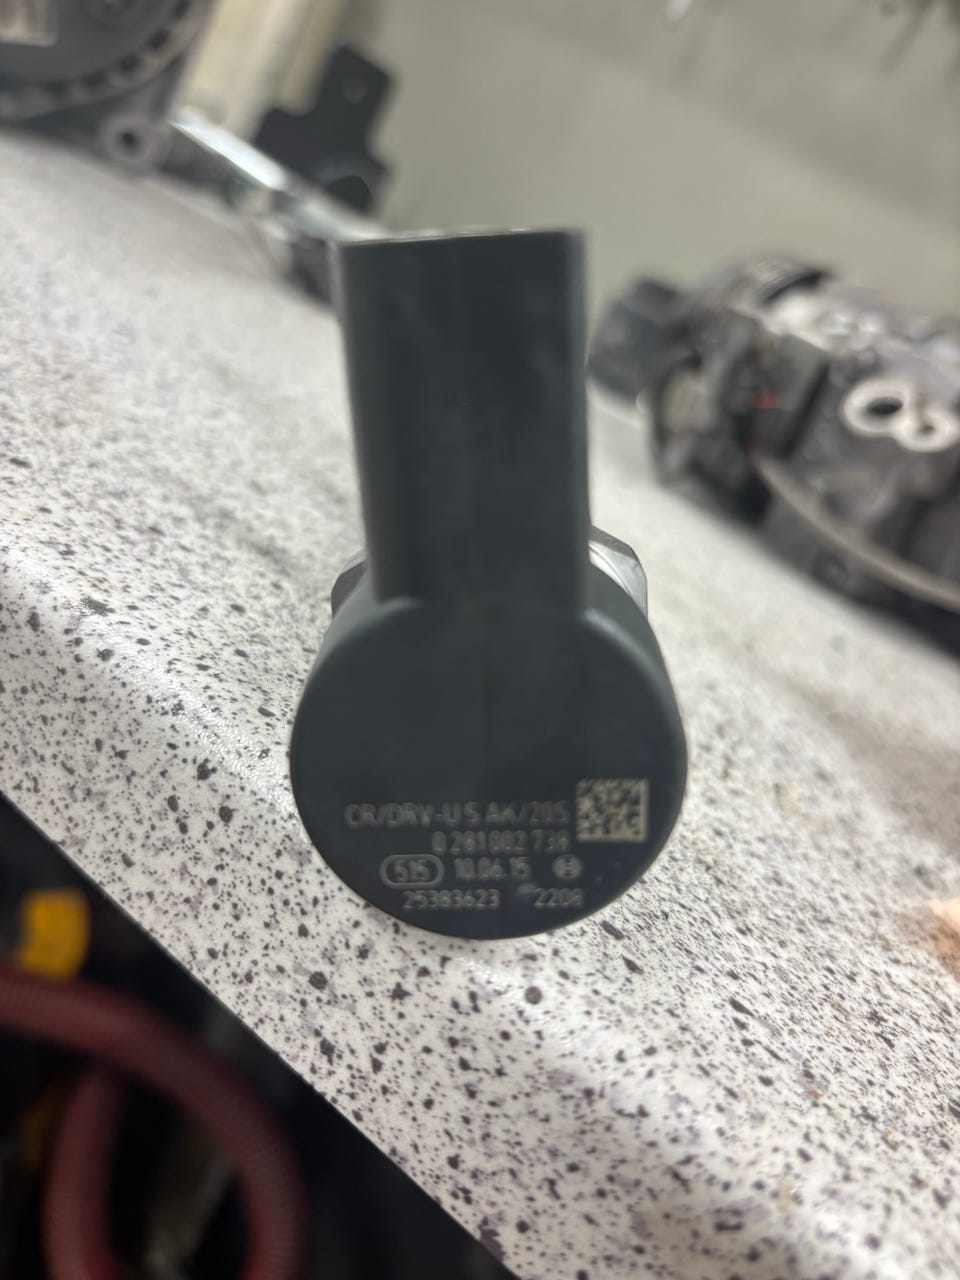 CR/DRV-U S AK/20S
0 281 002 738
515 10.06.15
25383623 2208